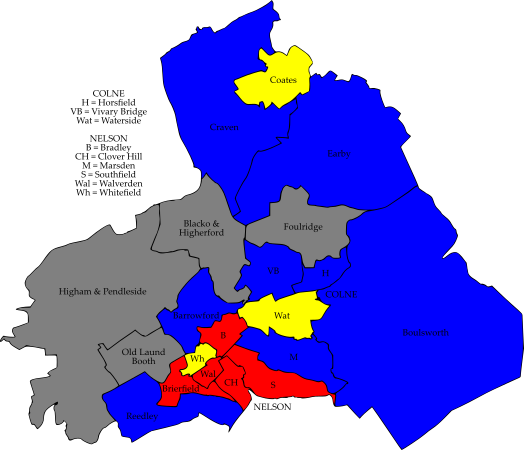 Coates
COLNE
H = Horsfield
VB = Vivary Bridge
Wat = Waterside
NELSON
B = Bradley
CH = Clover Hill
M = Marsden
S = Southfield
Wal = Walverden
Wh = Whitefield
Craven
Earby
Blacko &
Higherford
Foulridge
VB
H
Higham & Pendleside
COLNE
Barrowford
Wat
Boulsworth
B
Old Laund
Booth
Wh
M
Wal
CH
Brierfield
S
NELSON
Reedley